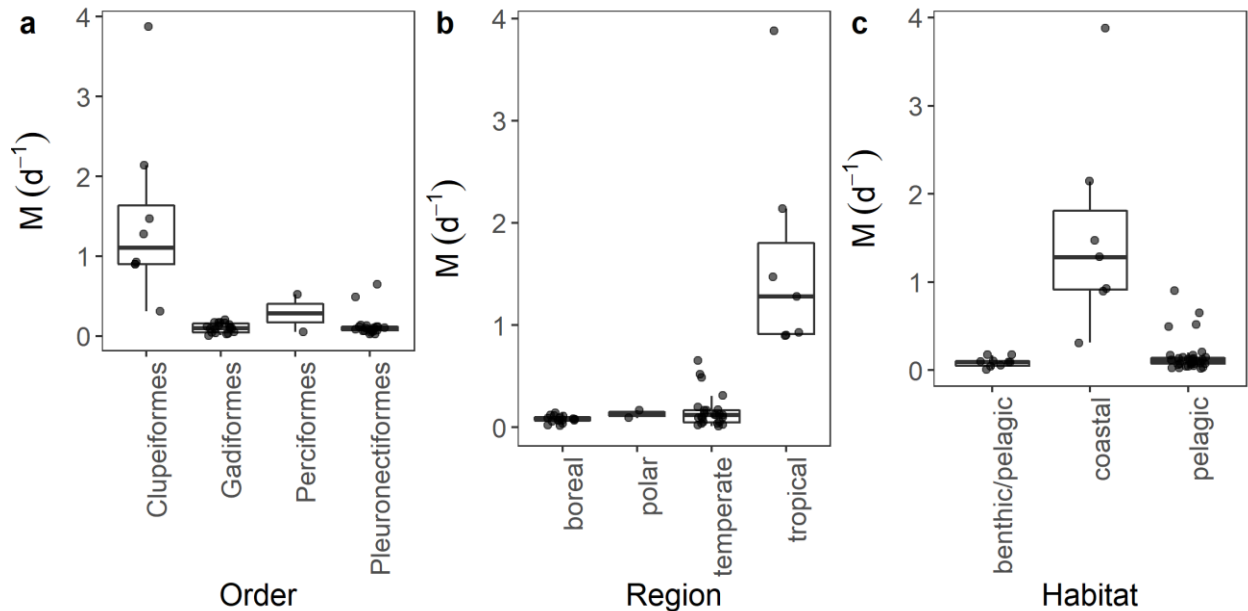 a
M (d⁻¹)
4
3
2
1
0
Clupeiformes
Gadiformes
Perciformes
Pleuronectiformes
Order
b
M (d⁻¹)
4
3
2
1
0
boreal
polar
temperate
tropical
Region
c
M (d⁻¹)
4
3
2
1
0
benthic/pelagic
coastal
pelagic
Habitat